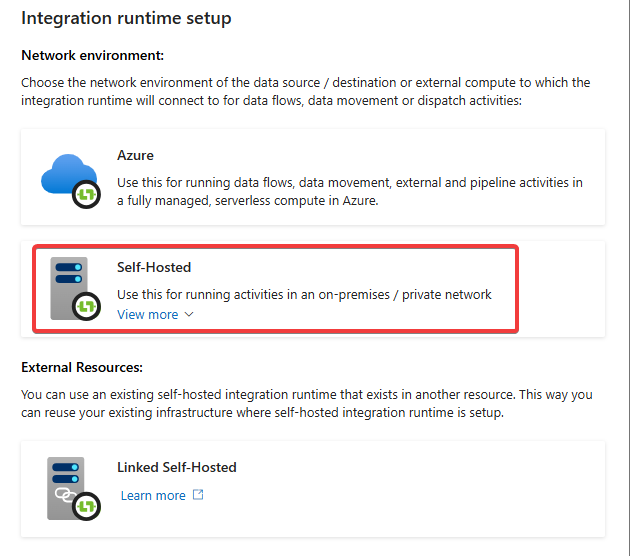 Integration runtime setup
Network environment:
Choose the network environment of the data source / destination or external compute to which the
integration runtime will connect to for data flows, data movement or dispatch activities:
Azure
Use this for running data flows, data movement, external and pipeline activities in
a fully managed, serverless compute in Azure.
Self-Hosted
Use this for running activities in an on-premises / private network
View more
External Resources:
You can use an existing self-hosted integration runtime that exists in another resource. This way you
can reuse your existing infrastructure where self-hosted integration runtime is setup.
Linked Self-Hosted
Learn more